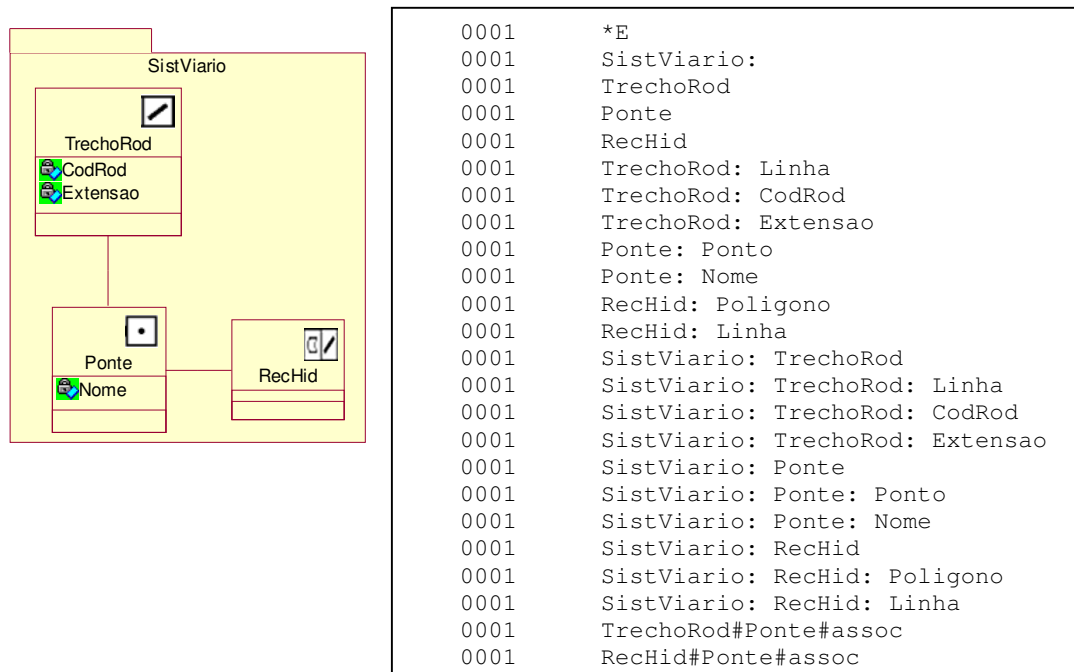 SistViario
TrechoRod
CodRod
Extensao
Ponte
Nome
RecHid
0001 *E
0001 SistViario:
0001 TrechoRod
0001 Ponte
0001 RecHid
0001 TrechoRod: Linha
0001 TrechoRod: CodRod
0001 TrechoRod: Extensao
0001 Ponte: Ponto
0001 Ponte: Nome
0001 RecHid: Poligono
0001 RecHid: Linha
0001 SistViario: TrechoRod
0001 SistViario: TrechoRod: Linha
0001 SistViario: TrechoRod: CodRod
0001 SistViario: TrechoRod: Extensao
0001 SistViario: Ponte
0001 SistViario: Ponte: Ponto
0001 SistViario: Ponte: Nome
0001 SistViario: RecHid
0001 SistViario: RecHid: Poligono
0001 SistViario: RecHid: Linha
0001 TrechoRod#Ponte#assoc
0001 RecHid#Ponte#assoc